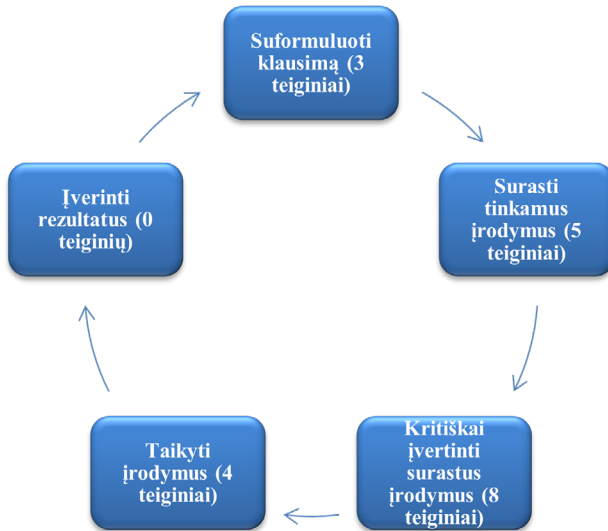 Suformuluoti
klausimą (3
teiginiai)
Surasti
tinkamus
įrodymus (5
teiginiai)
Kritiškai
įvertinti
surastus
įrodymus (8
teiginiai)
Taikyti
įrodymus (4
teiginiai)
Įverinti
rezultatus (0
teiginių)